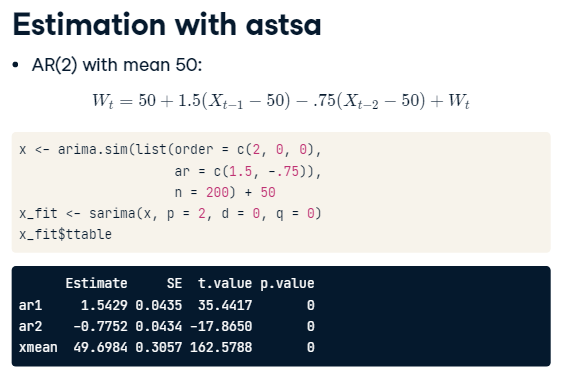 Estimation with astsa
• AR(2) with mean 50:
W_t = 50 + 1.5(X_{t−1} − 50) − .75(X_{t−2} − 50) + W_t
x <- arima.sim(list(order = c(2, 0, 0),
ar = c(1.5, -.75)),
n = 200) + 50
x_fit <- sarima(x, p = 2, d = 0, q = 0)
x_fit$ttable
Estimate SE t.value p.value
ar1 1.5429 0.0435 35.4417 0
ar2 -0.7752 0.0434 -17.8650 0
xmean 49.6984 0.3057 162.5788 0